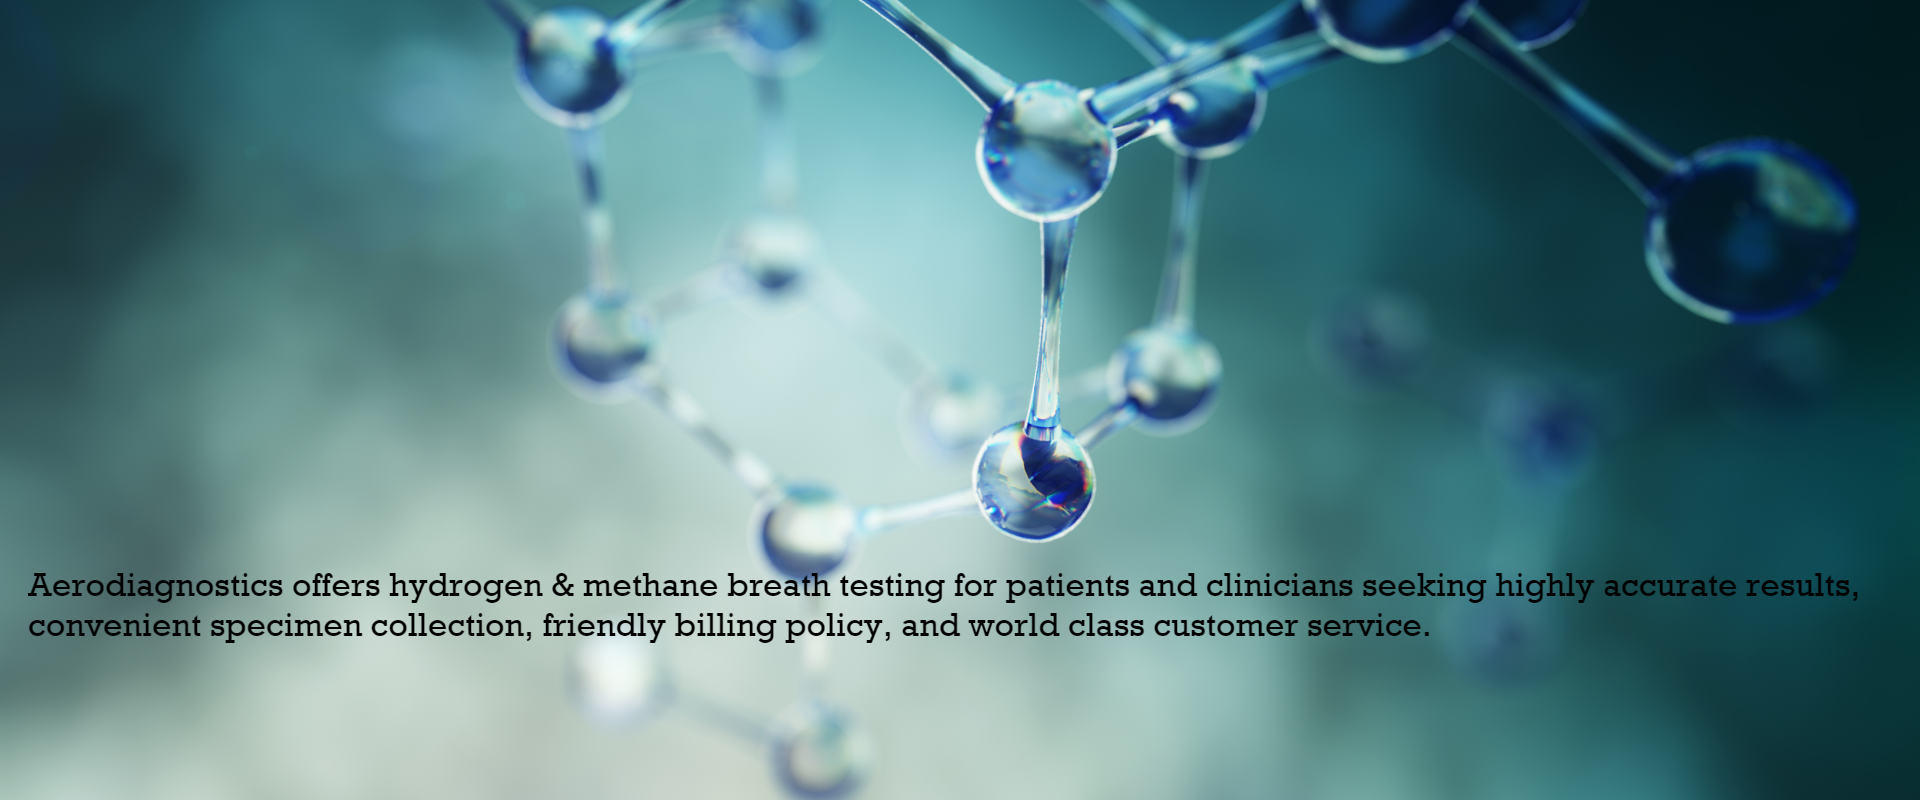 Aerodiagnostics offers hydrogen & methane breath testing for patients and clinicians seeking highly accurate results,
convenient specimen collection, friendly billing policy, and world class customer service.